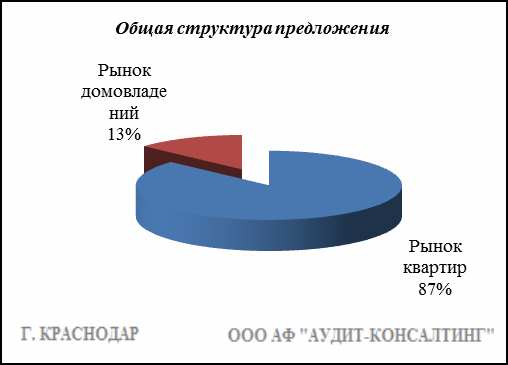 Общая структура предложения
Рынок
домовладе
ний
13%
Рынок
квартир
87%
Г. КРАСНОДАР
ООО АФ "АУДИТ-КОНСАЛТИНГ"